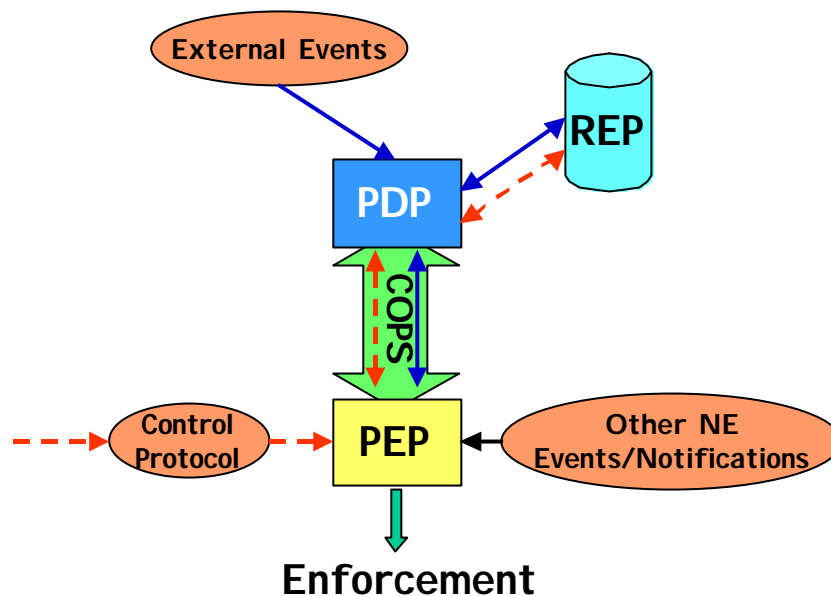 External Events
REP
PDP
COPS
Control
Protocol
PEP
Other NE
Events/Notifications
Enforcement